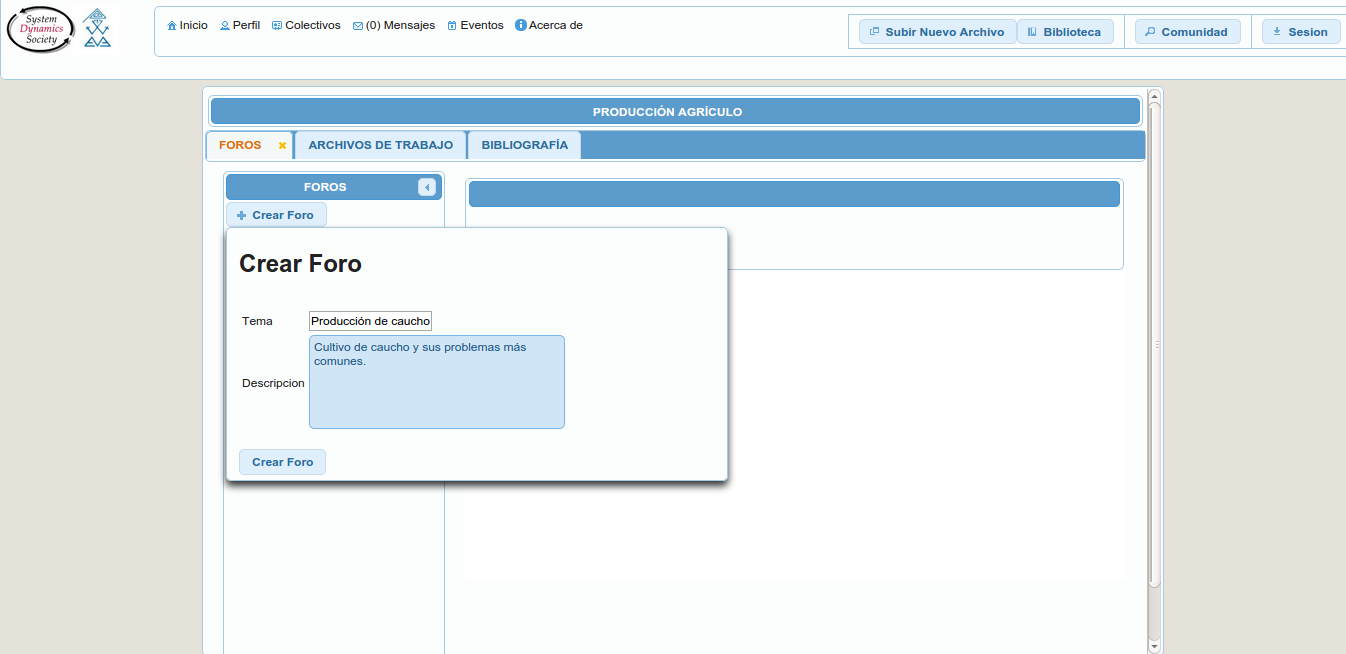 System
Dynamics
Society
Inicio Perfil Colectivos (0) Mensajes Eventos Acerca de
Subir Nuevo Archivo Biblioteca Comunidad Sesion
PRODUCCIÓN AGRÍCULO
FOROS ARCHIVOS DE TRABAJO BIBLIOGRAFÍA
FOROS
Crear Foro
Crear Foro
Tema Producción de caucho
Cultivo de caucho y sus problemas más
comunes.
Descripcion
Crear Foro